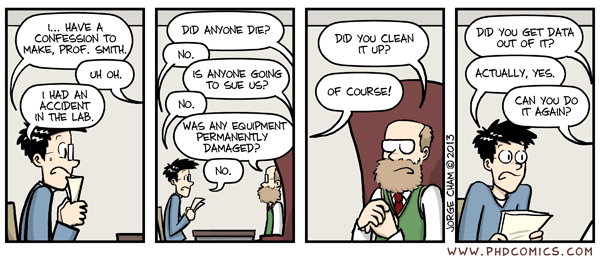 I... HAVE A
CONFESSION TO
MAKE, PROF. SMITH.
UH OH.
I HAD AN
ACCIDENT
IN THE LAB.
DID ANYONE DIE?
NO.
IS ANYONE GOING
TO SUE US?
NO.
WAS ANY EQUIPMENT
PERMANENTLY
DAMAGED?
NO.
DID YOU CLEAN
IT UP?
OF COURSE!
JORGE CHAM © 2013
DID YOU GET DATA
OUT OF IT?
ACTUALLY, YES.
CAN YOU DO
IT AGAIN?
WWW.PHDCOMICS.COM